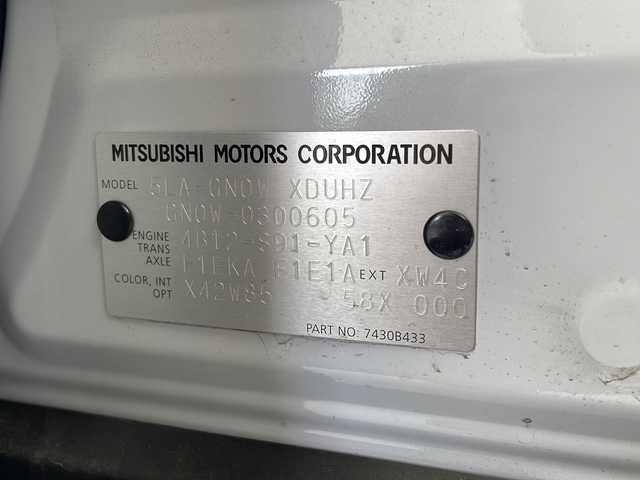 MITSUBISHI MOTORS CORPORATION
MODEL 5LA-GN0W XDUHZ
GN0W-0300605
ENGINE 4B12-S91-YA1
TRANS
AXLE F1EKA F1E1A EXT XW4C
COLOR, INT
OPT X42W85 58X 000
PART NO: 7430B433